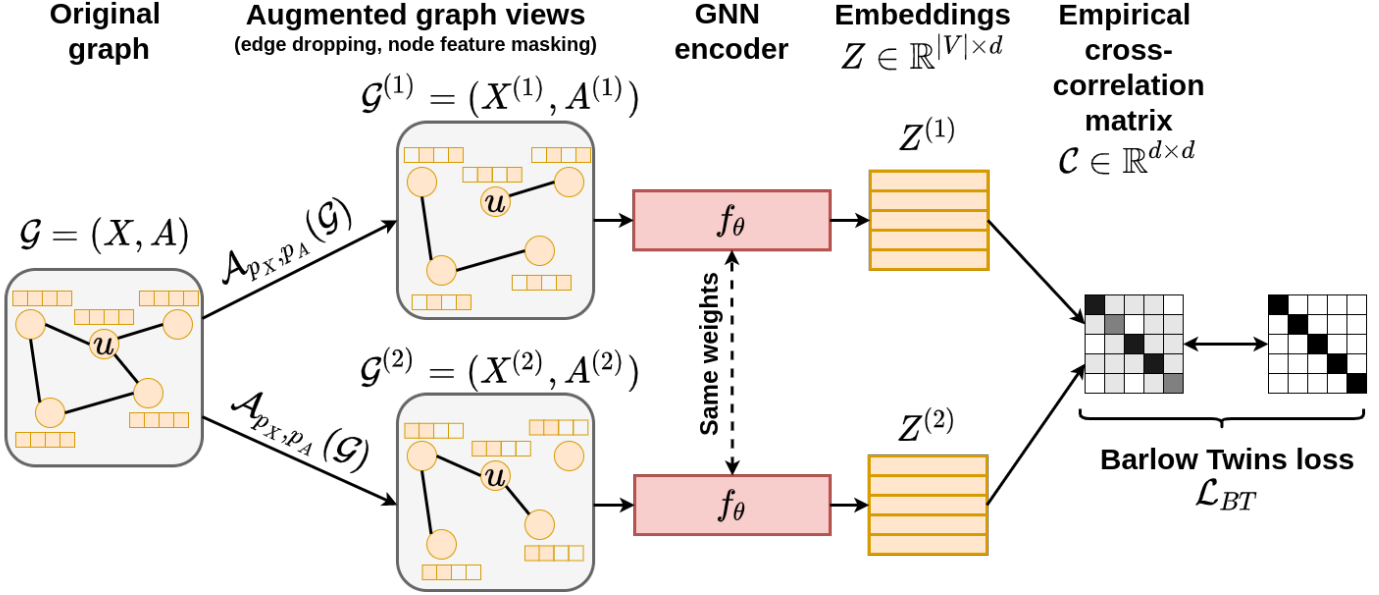 Original
graph
Augmented graph views
(edge dropping, node feature masking)
GNN
encoder
Embeddings
Z ∈ ℝ^{|V|×d}
Empirical
cross-
correlation
matrix
𝒞 ∈ ℝ^{d×d}
𝒢 = (X, A)
𝒜_{p_X, p_A}(𝒢)
𝒜_{p_X, p_A}(𝒢)
𝒢^{(1)} = (X^{(1)}, A^{(1)})
𝒢^{(2)} = (X^{(2)}, A^{(2)})
u
u
u
f_θ
Same weights
f_θ
Z^{(1)}
Z^{(2)}
Barlow Twins loss
ℒ_{BT}